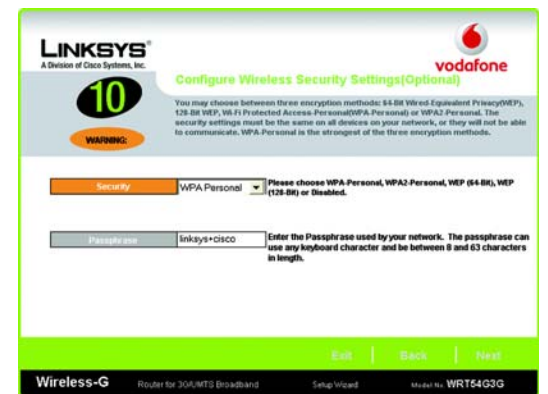 LINKSYS®
A Division of Cisco Systems, Inc.
vodafone
10
WARNING:
Configure Wireless Security Settings(Optional)
You may choose between three encryption methods: 64-Bit Wired-Equivalent Privacy(WEP),
128-Bit WEP, Wi-Fi Protected Access-Personal(WPA-Personal) or WPA2-Personal. The
security settings must be the same on all devices on your network, or they will not be able
to communicate. WPA-Personal is the strongest of the three encryption methods.
Security
WPA Personal
Please choose WPA-Personal, WPA2-Personal, WEP (64-Bit), WEP
(128-Bit) or Disabled.
Passphrase
linksys+cisco
Enter the Passphrase used by your network. The passphrase can
use any keyboard character and be between 8 and 63 characters
in length.
Exit
Back
Next
Wireless-G
Router for 3G/UMTS Broadband
Setup Wizard
Model No. WRT54G3G